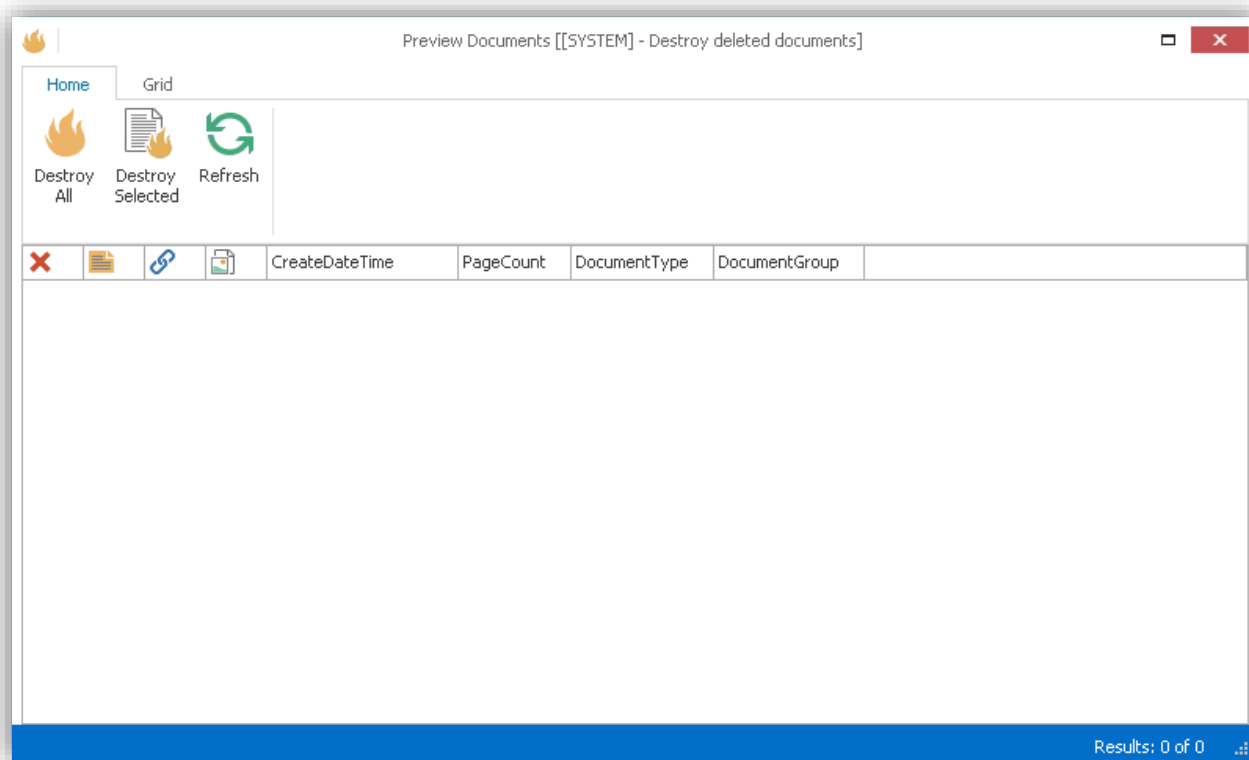 Preview Documents [[SYSTEM] - Destroy deleted documents]
Home Grid
Destroy All
Destroy Selected
Refresh
CreateDateTime PageCount DocumentType DocumentGroup
Results: 0 of 0